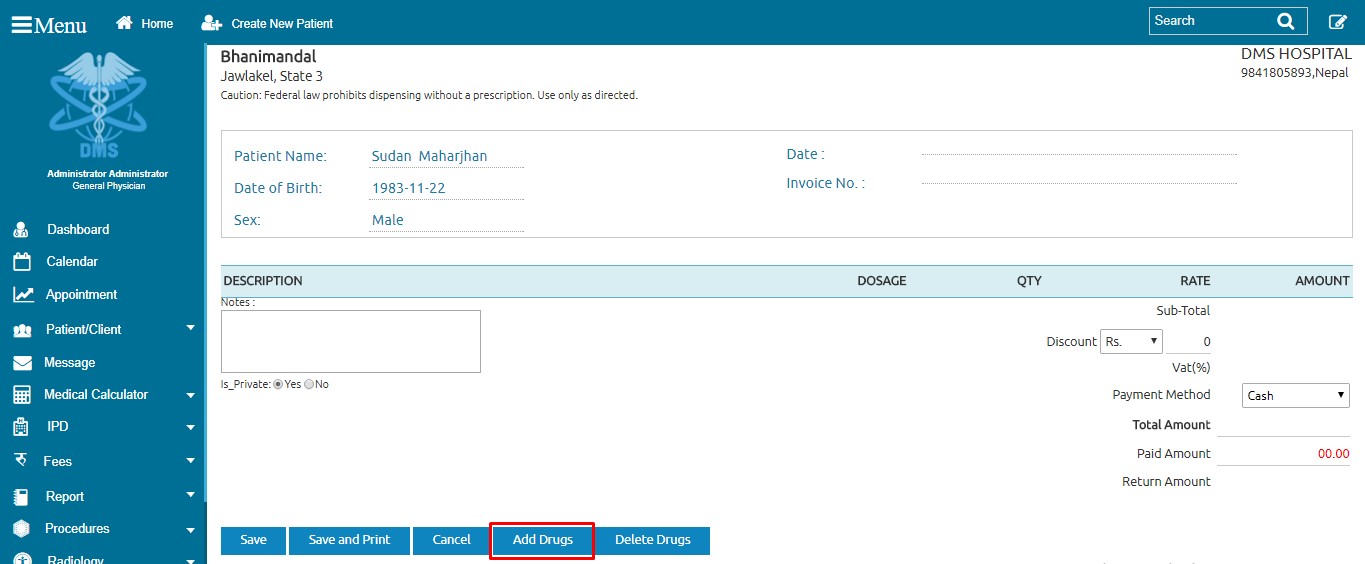 Menu Home Create New Patient Search
DMS
Administrator Administrator
General Physician
Dashboard
Calendar
Appointment
Patient/Client
Message
Medical Calculator
IPD
Fees
Report
Procedures
Radiology
Bhanimandal
Jawlakel, State 3
Caution: Federal law prohibits dispensing without a prescription. Use only as directed.
DMS HOSPITAL
9841805893,Nepal
Patient Name: Sudan Maharjhan
Date of Birth: 1983-11-22
Sex: Male
Date :
Invoice No. :
DESCRIPTION DOSAGE QTY RATE AMOUNT
Notes :
Is_Private: Yes No
Sub-Total
Discount Rs. 0
Vat(%)
Payment Method Cash
Total Amount
Paid Amount 00.00
Return Amount
Save Save and Print Cancel Add Drugs Delete Drugs